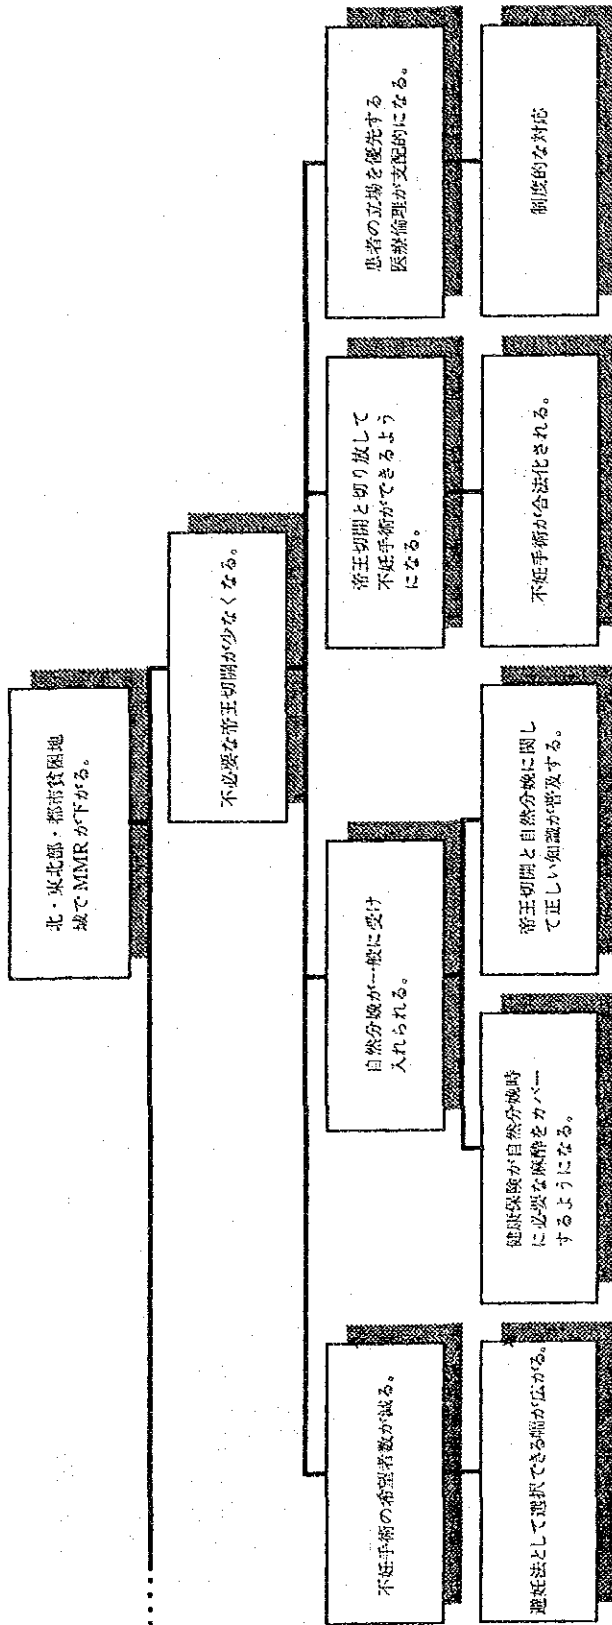 北・東北部・都市貧困地
域でMMRが下がる。
不必要な帝王切開が少なくなる。
不妊手術の希望者数が減る。
自然分娩が一般に受け
入れられる。
帝王切開と切り放して
不妊手術ができるよう
になる。
患者の立場を優先する
医療倫理が支配的になる。
避妊法として選択できる幅が広がる。
健康保険が自然分娩時
に必要な麻酔をカバー
するようになる。
帝王切開と自然分娩に関し
て正しい知識が普及する。
不妊手術が合法化される。
制度的な対応